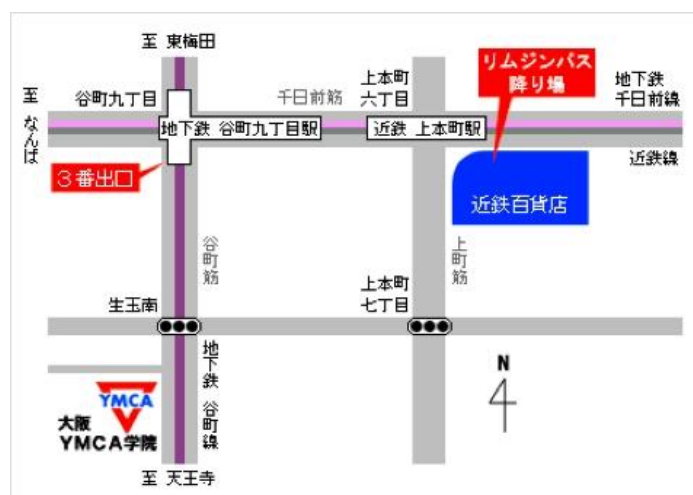 至 東梅田
リムジンバス
降り場
至 なんば
谷町九丁目
千日前筋
上本町
六丁目
地下鉄
千日前線
地下鉄 谷町九丁目駅
近鉄 上本町駅
近鉄線
3番出口
近鉄百貨店
谷町筋
上町筋
生玉南
上本町
七丁目
地下鉄 谷町線
N
YMCA
大阪
YMCA学院
至 天王寺